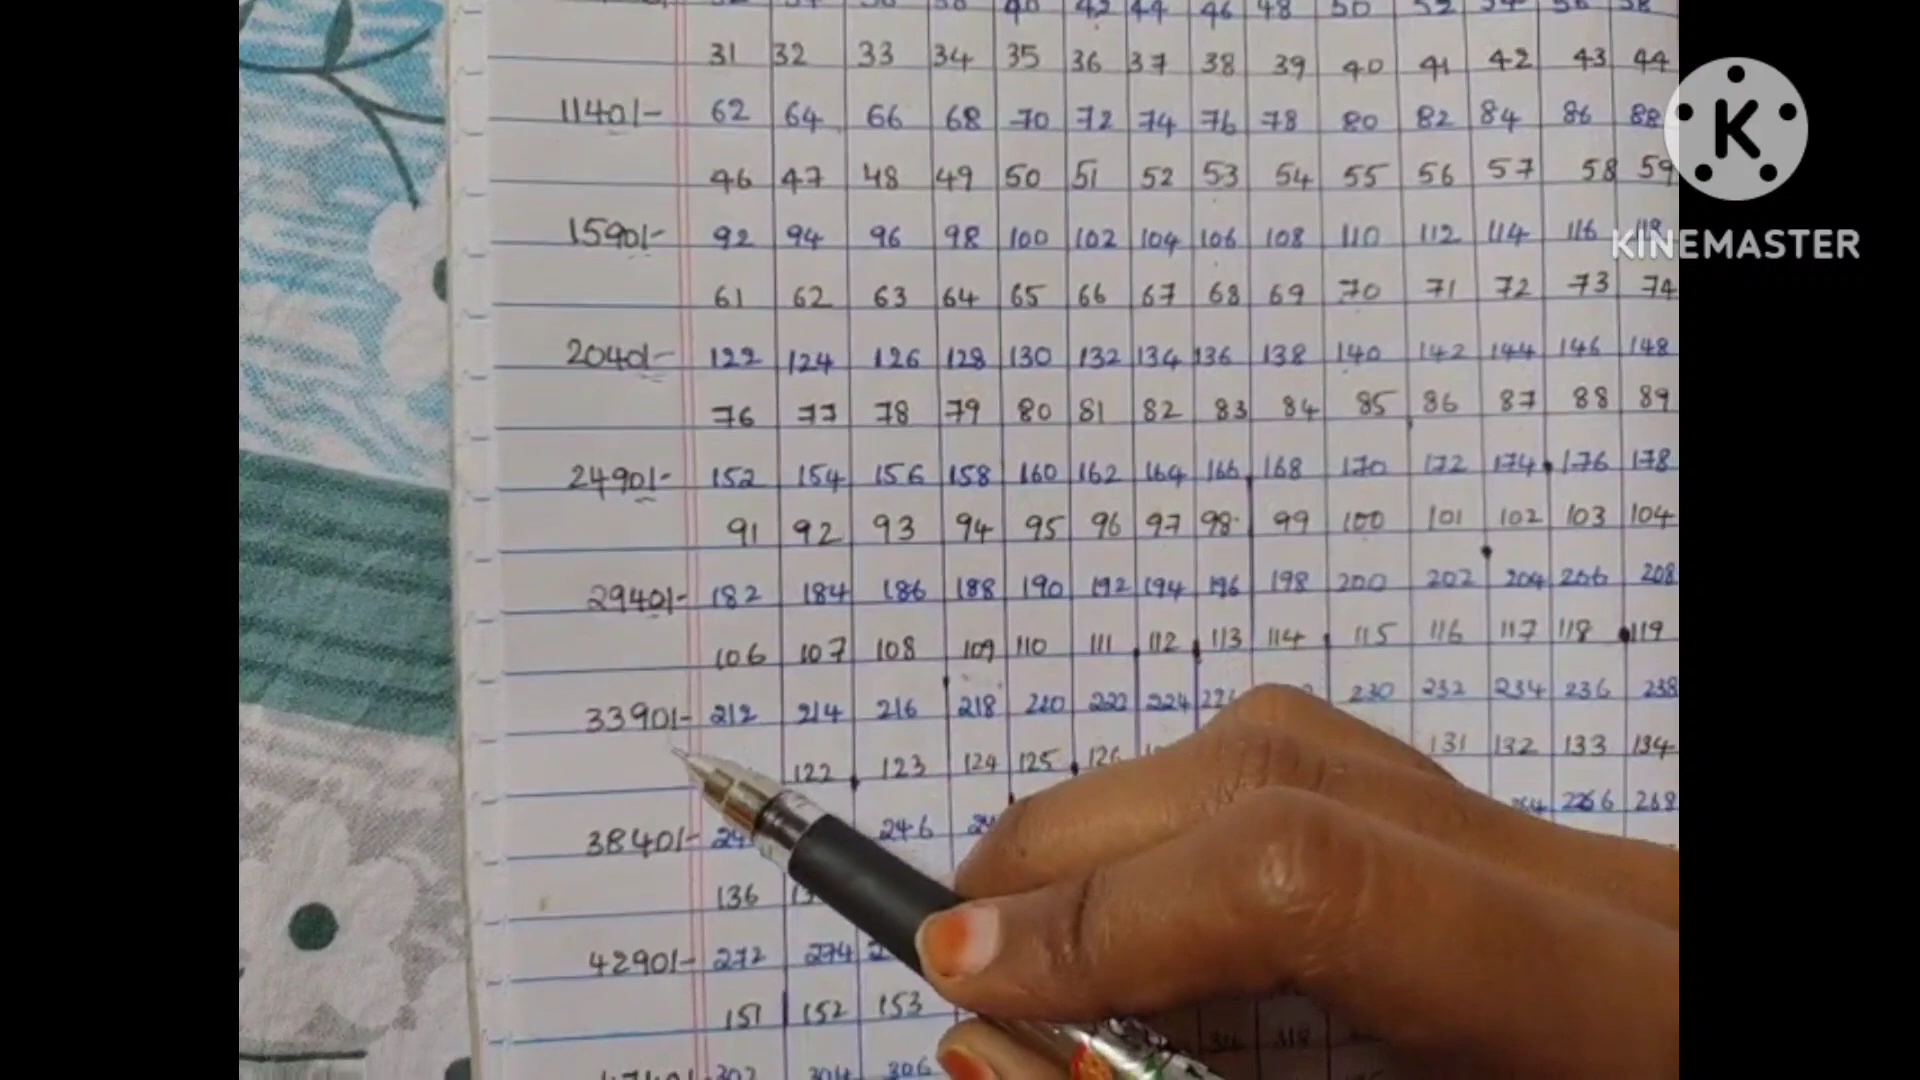 40 42 44 46 48 50 52 54 56 58
31 32 33 34 35 36 37 38 39 40 41 42 43 44
11401- 62 64 66 68 70 72 74 76 78 80 82 84 86 88
46 47 48 49 50 51 52 53 54 55 56 57 58 59
15901- 92 94 96 98 100 102 104 106 108 110 112 114 116 118
61 62 63 64 65 66 67 68 69 70 71 72 73 74
20401- 122 124 126 128 130 132 134 136 138 140 142 144 146 148
76 77 78 79 80 81 82 83 84 85 86 87 88 89
24901- 152 154 156 158 160 162 164 166 168 170 172 174 176 178
91 92 93 94 95 96 97 98 99 100 101 102 103 104
29401- 182 184 186 188 190 192 194 196 198 200 202 204 206 208
106 107 108 109 110 111 112 113 114 115 116 117 118 119
33901- 212 214 216 218 220 222 224 230 232 234 236 238
122 123 124 125 126 131 132 133 134
38401- 246 266 268
136
42901- 272 274
151 152 153
302 304 306 318
K
KINEMASTER